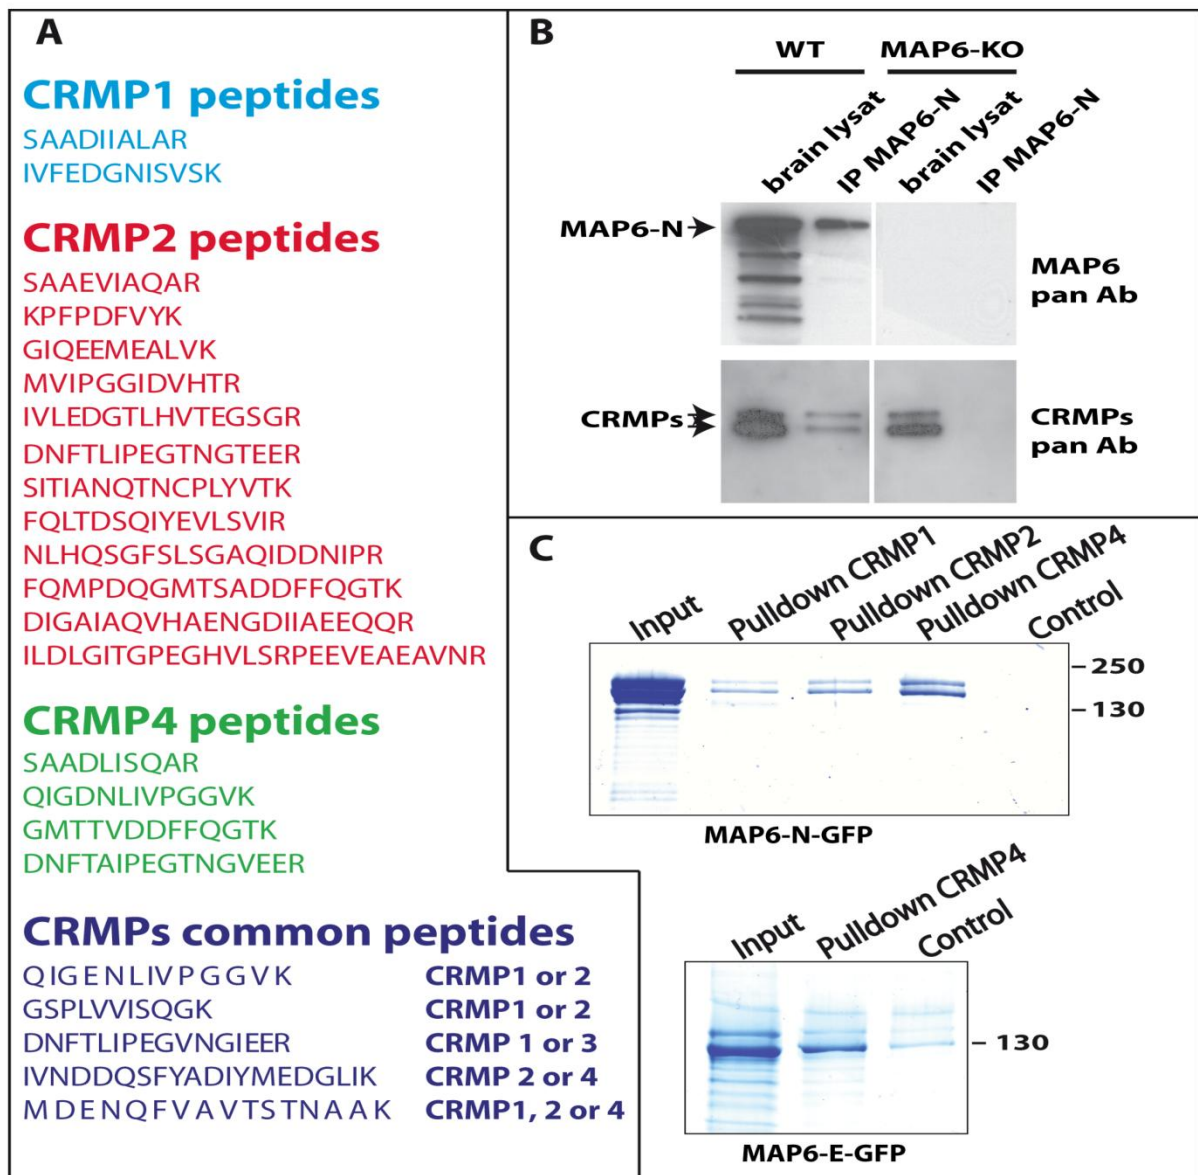 A
CRMP1 peptides
SAADIIALAR
IVFEDGNISVSK
CRMP2 peptides
SAAEVIAQAR
KPFPDFVYK
GIQEEMEALVK
MVIPGGIDVHTR
IVLEDGTLHVTEGSGR
DNFTLIPEGTNGTEER
SITIANQTNCPLYVTK
FQLTDSQIYEVLSVIR
NLHQSGFSLSGAQIDDNIPR
FQMPDQGMTSADDFFQGTK
DIGAIAQVHAENGDIIAEEQQR
ILDLGITGPEGHVLSRPEEVEAEAVNR
CRMP4 peptides
SAADLISQAR
QIGDNLIVPGGVK
GMTTVDDFFQGTK
DNFTAIPEGTNGVEER
CRMPs common peptides
QIGENLIVPGGVK CRMP1 or 2
GSPLVVISQGK CRMP1 or 2
DNFTLIPEGVNGIEER CRMP 1 or 3
IVNDDQSFYADIYMEDGLIK CRMP 2 or 4
MDENQFVAVTSTNAAK CRMP1, 2 or 4
B
WT MAP6-KO
brain lysat IP MAP6-N brain lysat IP MAP6-N
MAP6-N
MAP6
pan Ab
CRMPs
CRMPs
pan Ab
C
Input Pulldown CRMP1 Pulldown CRMP2 Pulldown CRMP4 Control
- 250
- 130
MAP6-N-GFP
Input Pulldown CRMP4 Control
- 130
MAP6-E-GFP